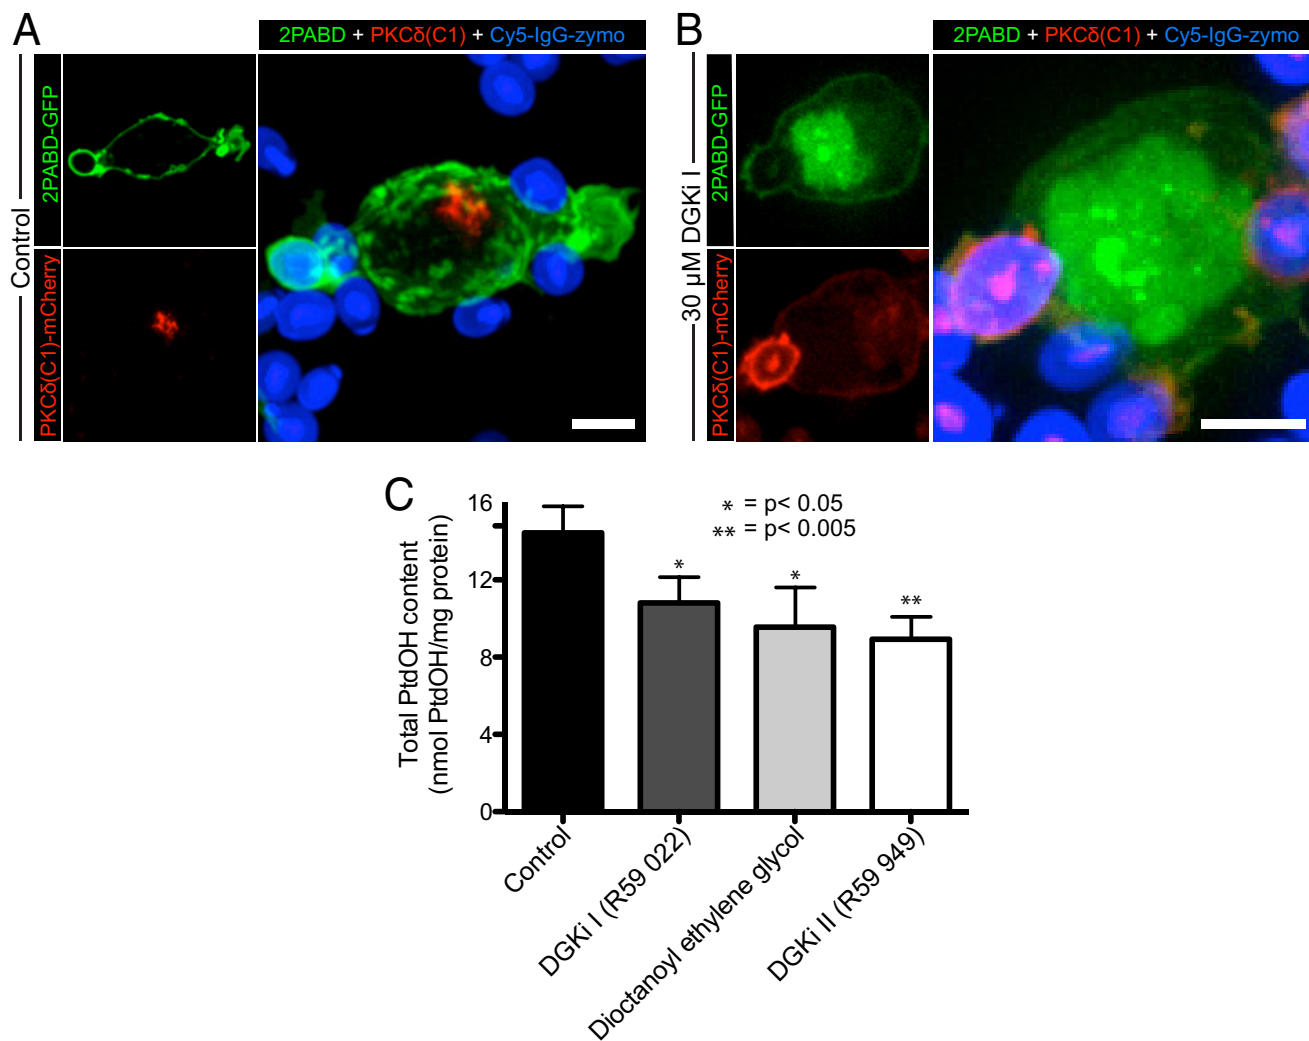 A
2PABD + PKCδ(C1) + Cy5-IgG-zymo
Control
2PABD-GFP
PKCδ(C1)-mCherry
B
2PABD + PKCδ(C1) + Cy5-IgG-zymo
30 µM DGKi I
2PABD-GFP
PKCδ(C1)-mCherry
C
Total PtdOH content
(nmol PtdOH/mg protein)
16
12
8
4
0
* = p< 0.05
** = p< 0.005
*
*
**
Control
DGKi I (R59 022)
Dioctanoyl ethylene glycol
DGKi II (R59 949)